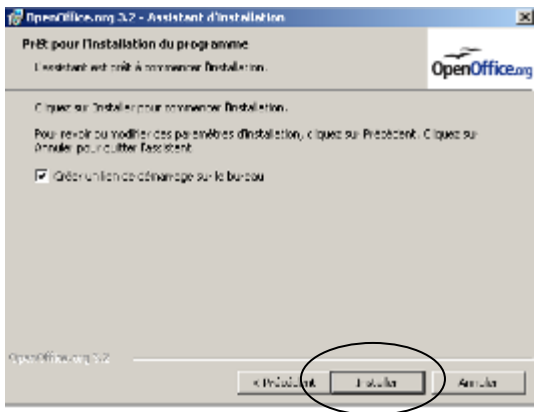 OpenOffice.org 3.2 - Assistant d'installation
Prêt pour l'installation du programme
L'assistant est prêt à commencer l'installation.
OpenOffice.org
Cliquez sur Installer pour commencer l'installation.
Pour revoir ou modifier ces paramètres d'installation, cliquez sur Précédent. Cliquez sur
Annuler pour quitter l'assistant
Créer un lien de démarrage sur le bureau
OpenOffice.org 3.2
< Précédent Installer Annuler